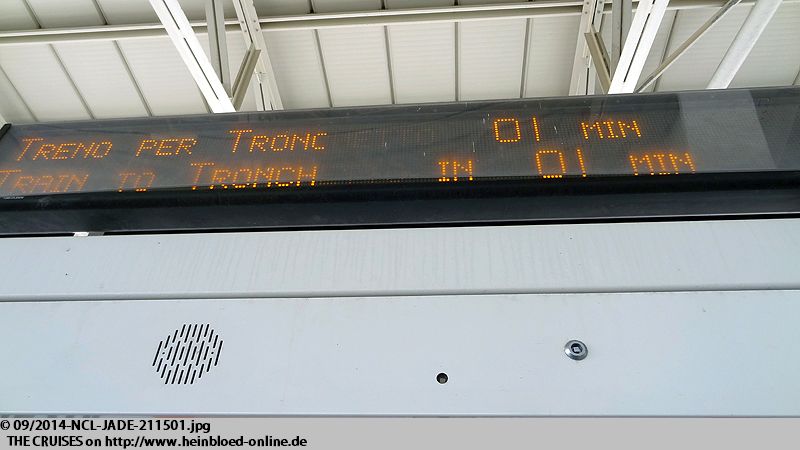 TRENO PER TRONC 01 MIN
TRAIN TO TRONCH IN 01 MIN
© 09/2014-NCL-JADE-211501.jpg
THE CRUISES on http://www.heinbloed-online.de